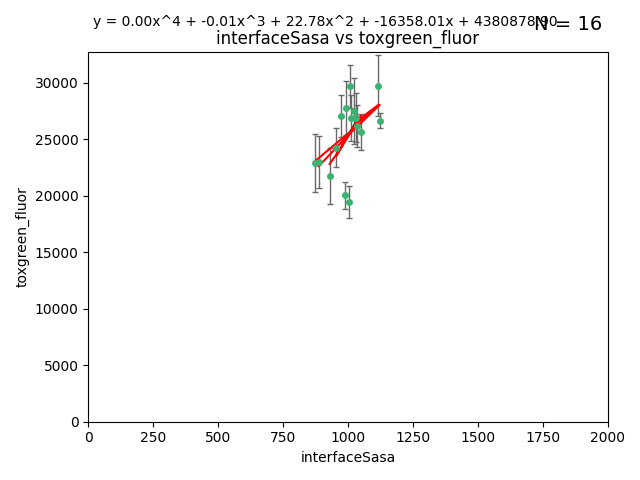 y = 0.00x^4 + -0.01x^3 + 22.78x^2 + -16358.01x + 4380878.90
N = 16
interfaceSasa vs toxgreen_fluor
30000
25000
20000
15000
10000
5000
0
toxgreen_fluor
0 250 500 750 1000 1250 1500 1750 2000
interfaceSasa